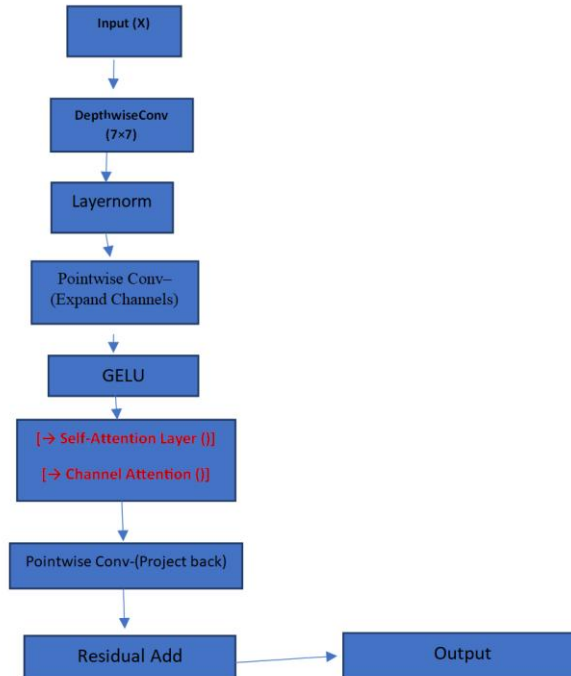 Input (X)
DepthwiseConv
(7×7)
Layernorm
Pointwise Conv–
(Expand Channels)
GELU
[→ Self-Attention Layer ()]
[→ Channel Attention ()]
Pointwise Conv-(Project back)
Residual Add
Output